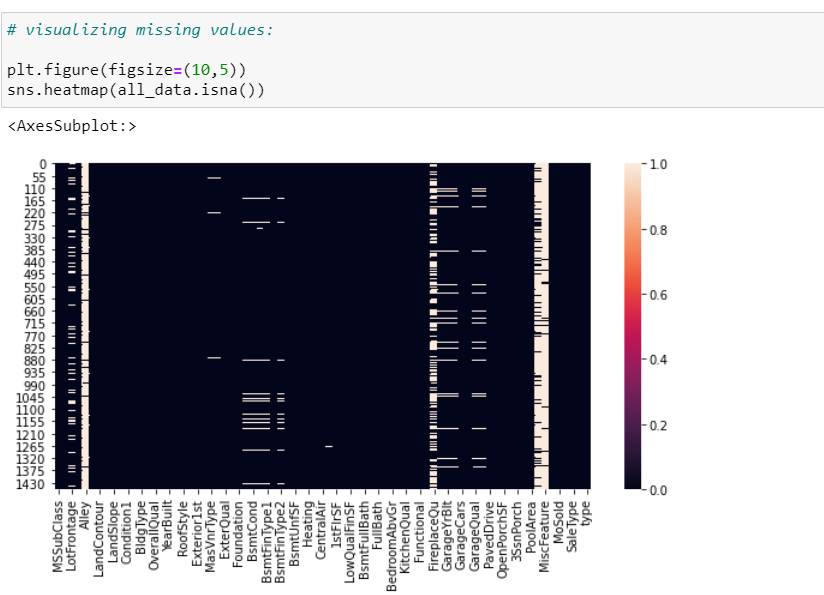 # visualizing missing values:
plt.figure(figsize=(10,5))
sns.heatmap(all_data.isna())
<AxesSubplot:>
0
55
110
165
220
275
330
385
440
495
550
605
660
715
770
825
880
935
990
1045
1100
1155
1210
1265
1320
1375
1430
MSSubClass
LotFrontage
Alley
LandContour
LandSlope
Condition1
BldgType
OverallQual
YearBuilt
RoofStyle
Exterior1st
MasVnrType
ExterQual
Foundation
BsmtCond
BsmtFinType1
BsmtFinType2
BsmtUnfSF
Heating
CentralAir
1stFlrSF
LowQualFinSF
BsmtFullBath
FullBath
BedroomAbvGr
KitchenQual
Functional
FireplaceQu
GarageYrBlt
GarageCars
GarageQual
PavedDrive
OpenPorchSF
3SsnPorch
PoolArea
MiscFeature
MoSold
SaleType
type
1.0
0.8
0.6
0.4
0.2
0.0